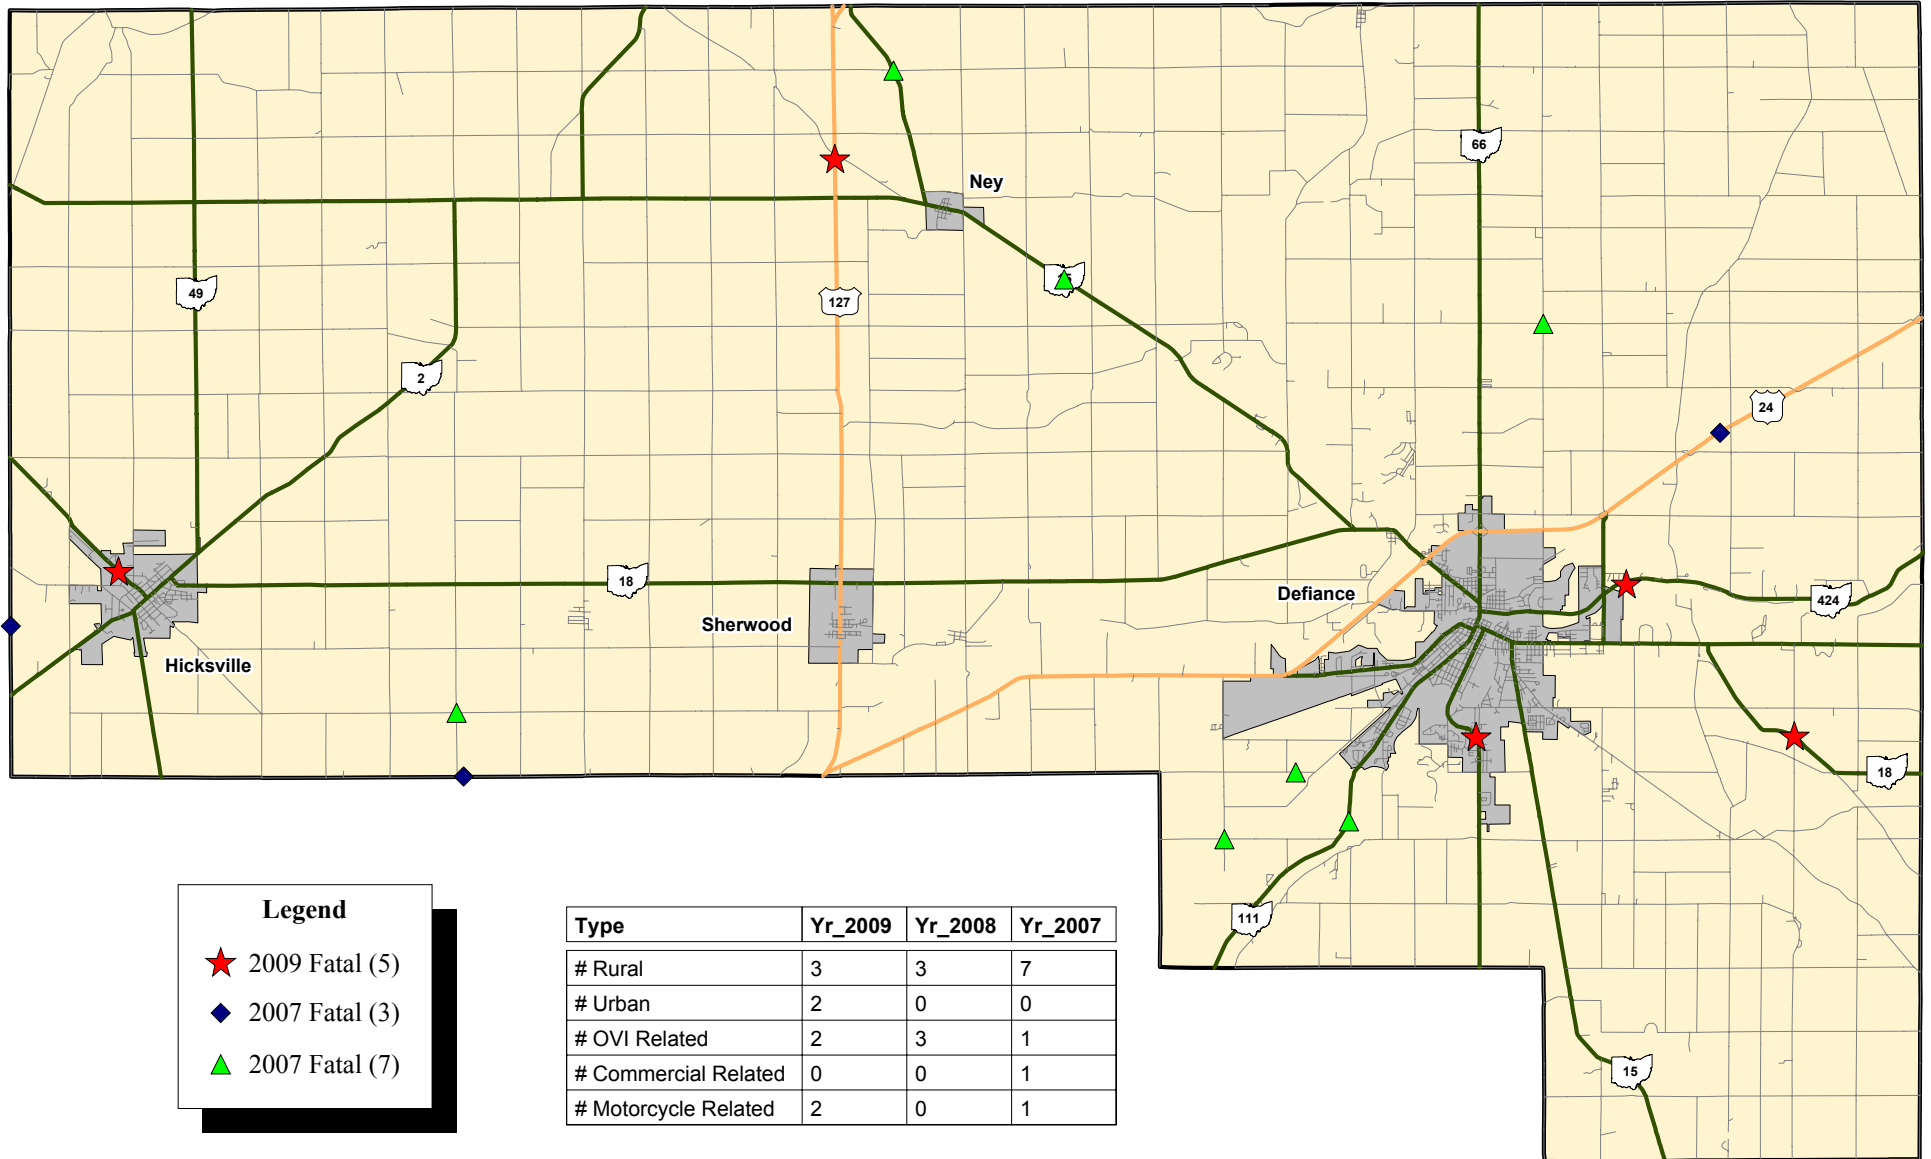 66
Ney
49
127
2
24
18
Defiance
424
Sherwood
Hicksville
18
111
15
Legend
2009 Fatal (5)
2007 Fatal (3)
2007 Fatal (7)
Type Yr_2009 Yr_2008 Yr_2007
# Rural 3 3 7
# Urban 2 0 0
# OVI Related 2 3 1
# Commercial Related 0 0 1
# Motorcycle Related 2 0 1